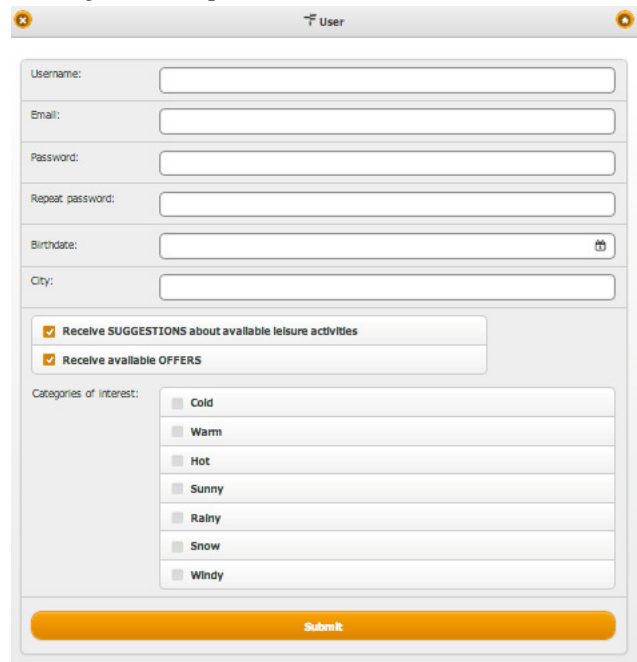 User
Username:
Email:
Password:
Repeat password:
Birthdate:
City:
Receive SUGGESTIONS about available leisure activities
Receive available OFFERS
Categories of interest:
Cold
Warm
Hot
Sunny
Rainy
Snow
Windy
Submit